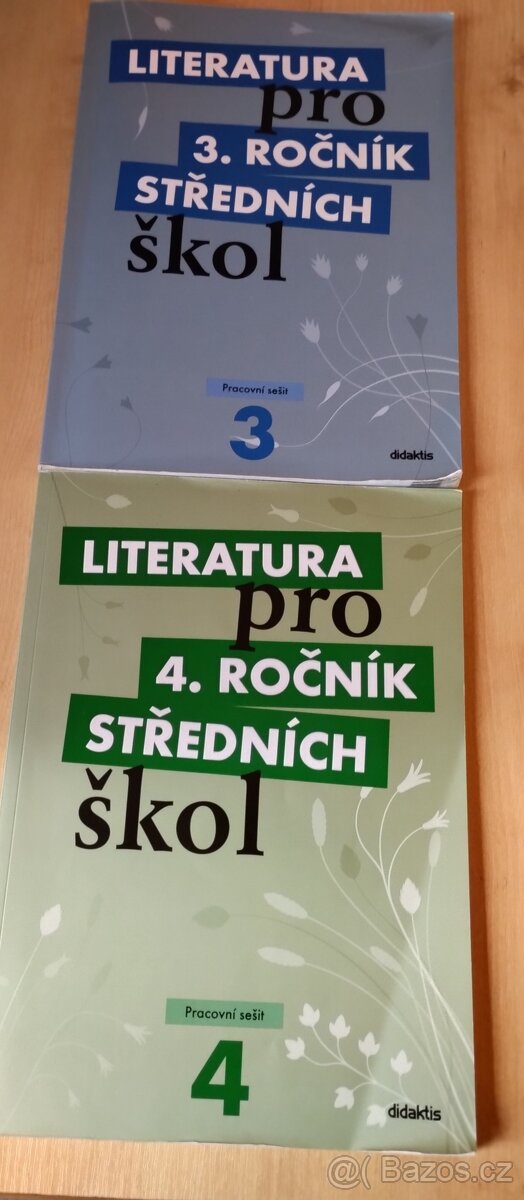 LITERATURA
pro
3. ROČNÍK
STŘEDNÍCH
škol
Pracovní sešit
3
didaktis
LITERATURA
pro
4. ROČNÍK
STŘEDNÍCH
škol
Pracovní sešit
4
didaktis
@( Bazoš.cz